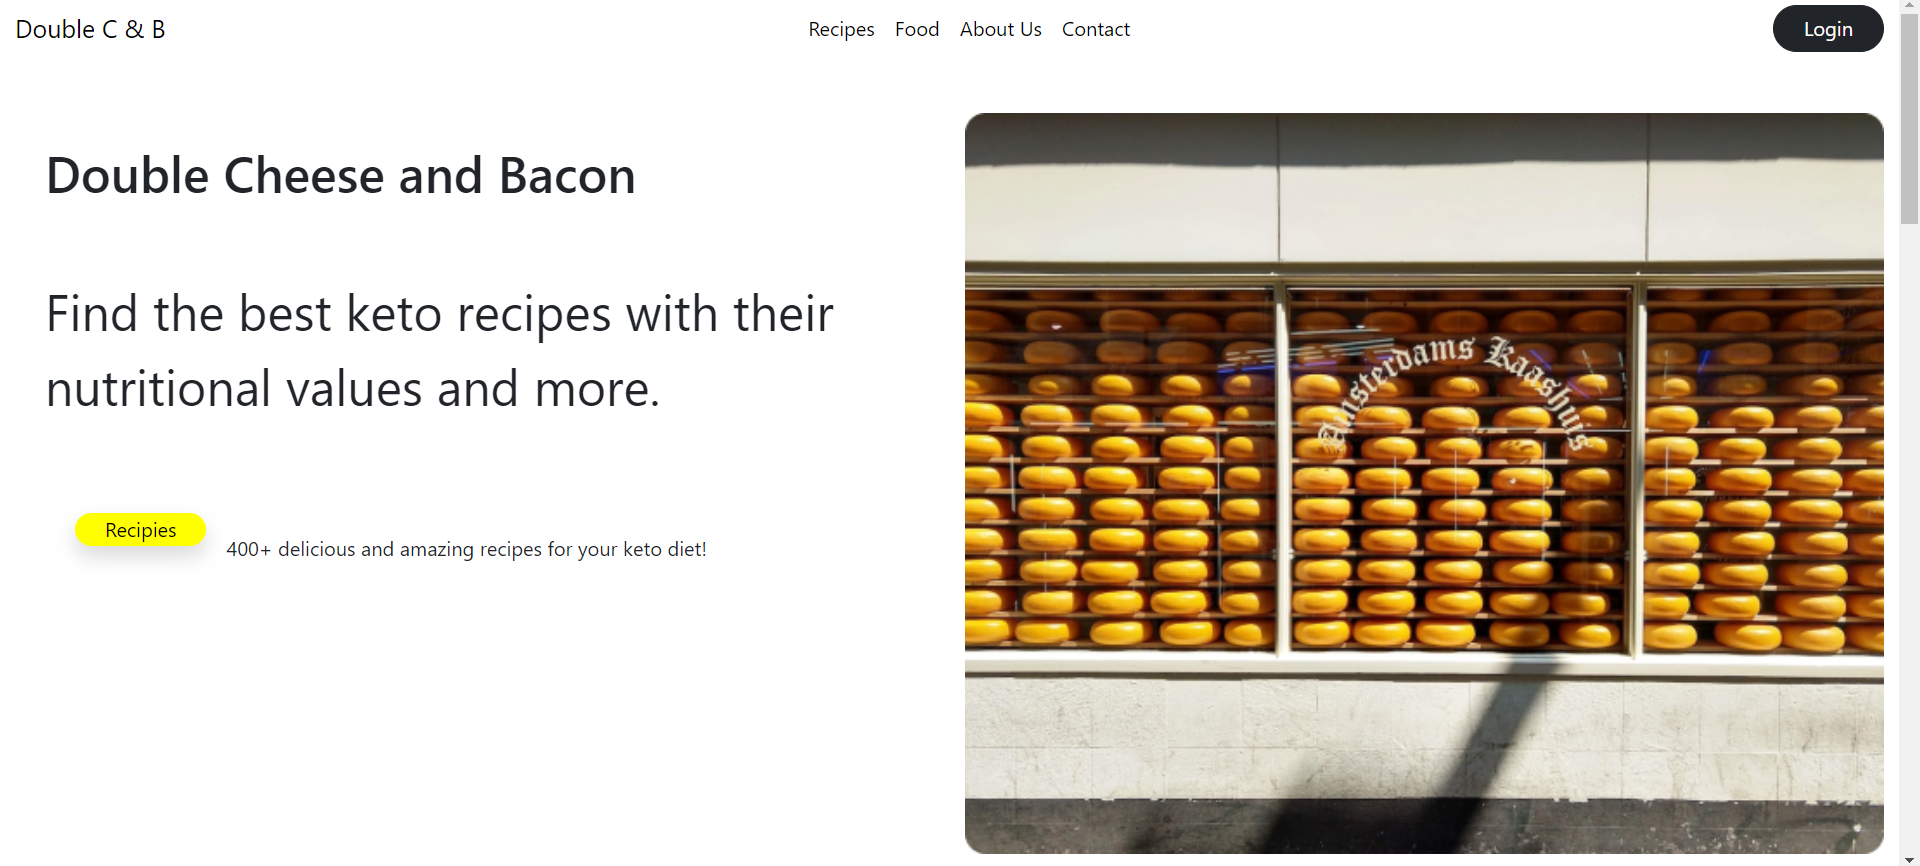 Double C & B
Recipes Food About Us Contact
Login
Double Cheese and Bacon
Find the best keto recipes with their
nutritional values and more.
Recipies
400+ delicious and amazing recipes for your keto diet!
Amsterdams Kaashuis